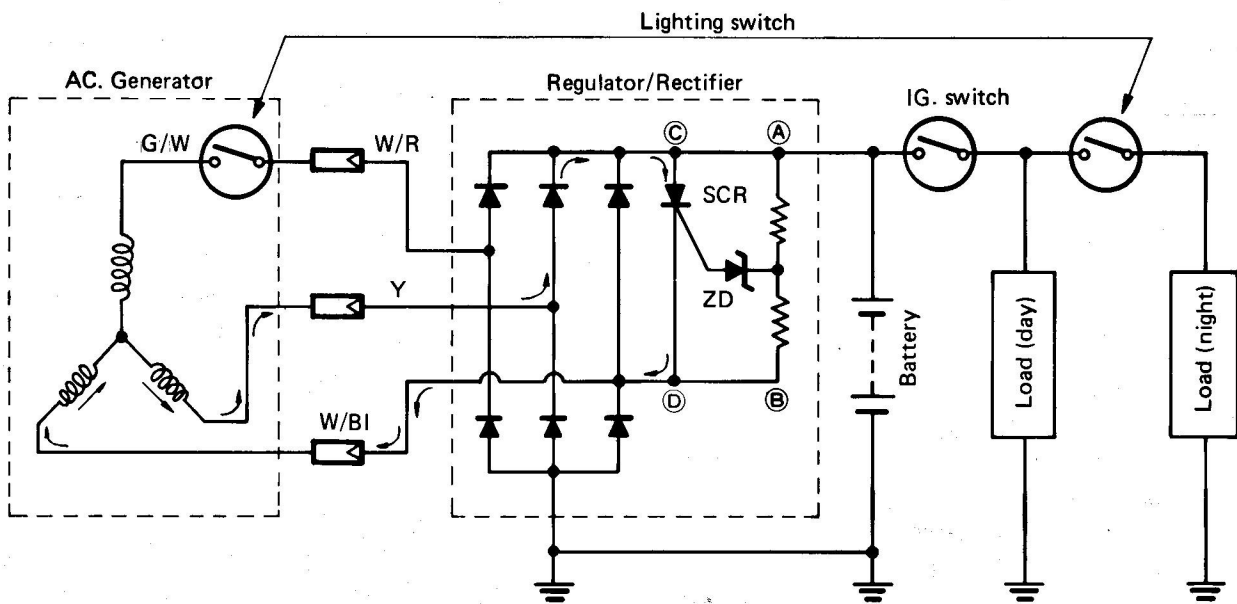 Lighting switch
AC. Generator
Regulator/Rectifier
IG. switch
G/W
W/R
C
A
SCR
Y
ZD
Battery
Load (day)
Load (night)
D
B
W/Bl